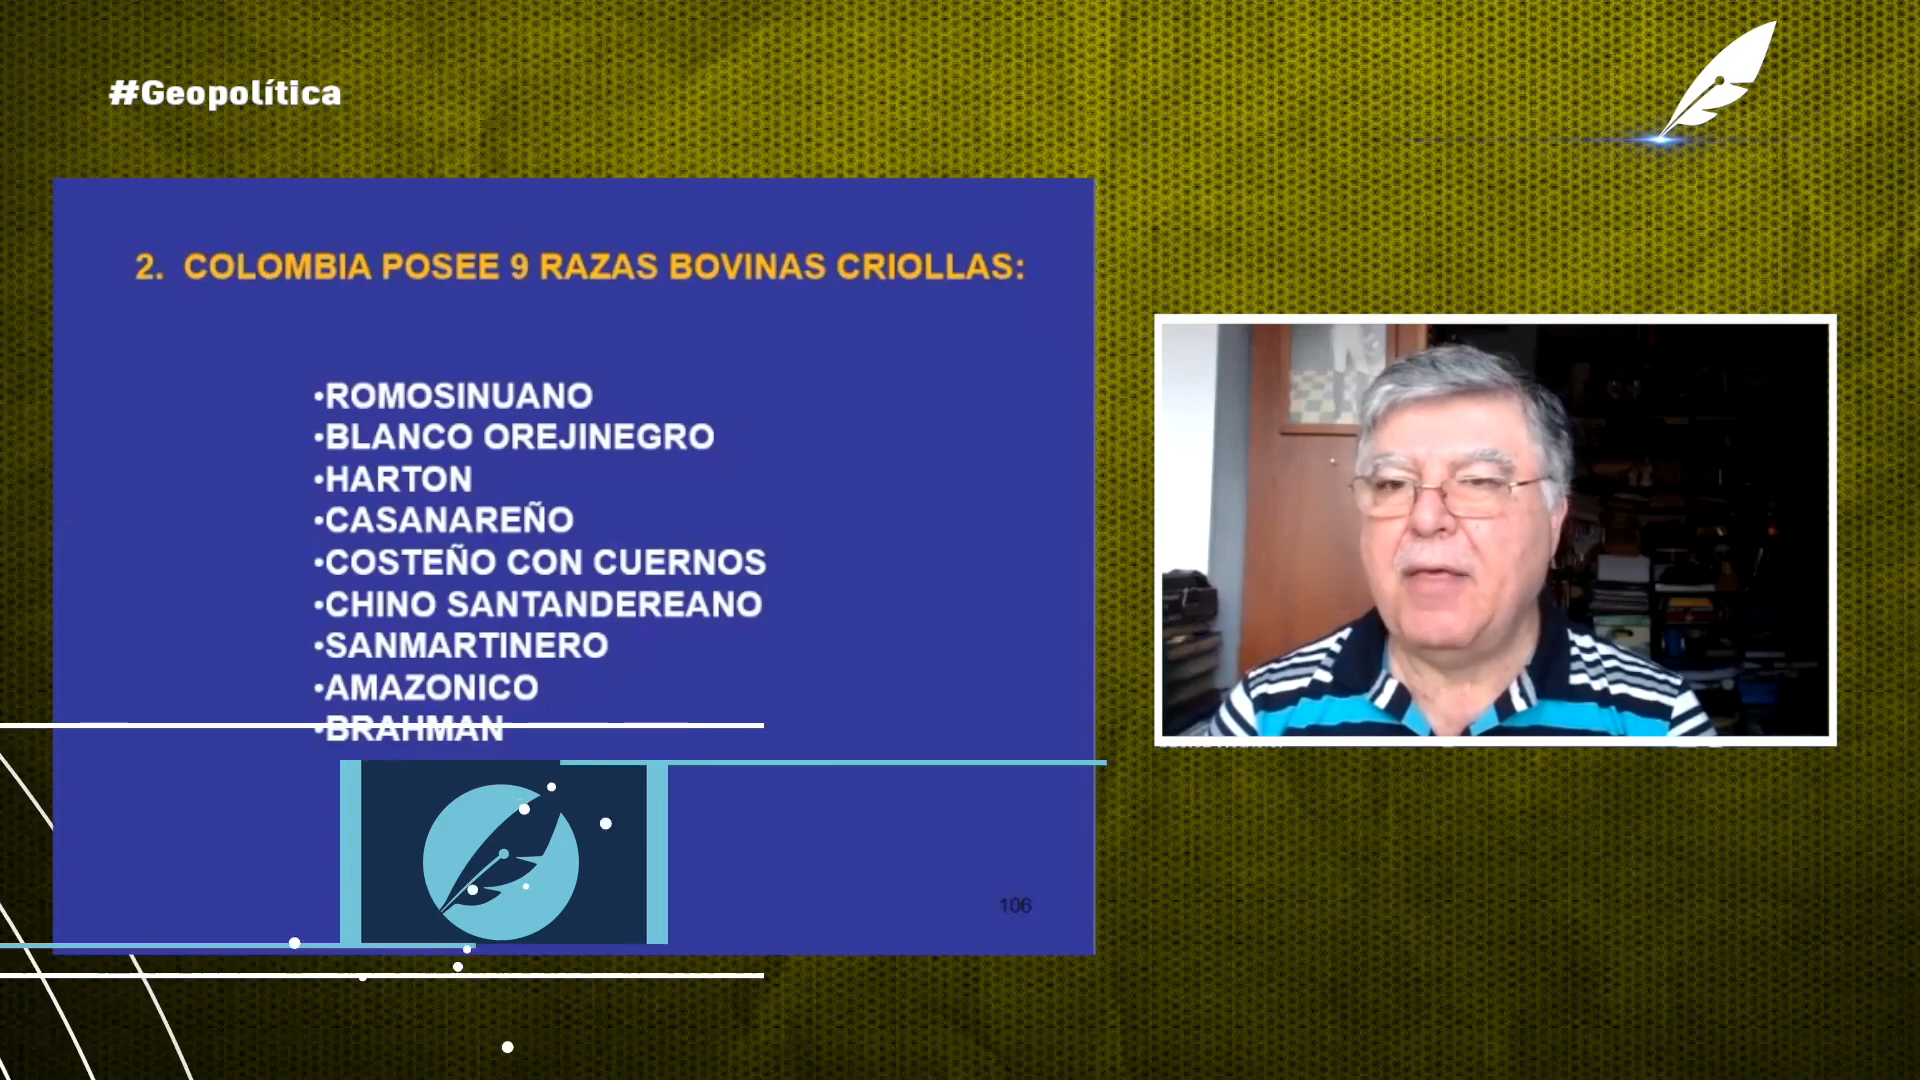 #Geopolítica
2. COLOMBIA POSEE 9 RAZAS BOVINAS CRIOLLAS:
•ROMOSINUANO
•BLANCO OREJINEGRO
•HARTON
•CASANAREÑO
•COSTEÑO CON CUERNOS
•CHINO SANTANDEREANO
•SANMARTINERO
•AMAZONICO
•BRAHMAN
106